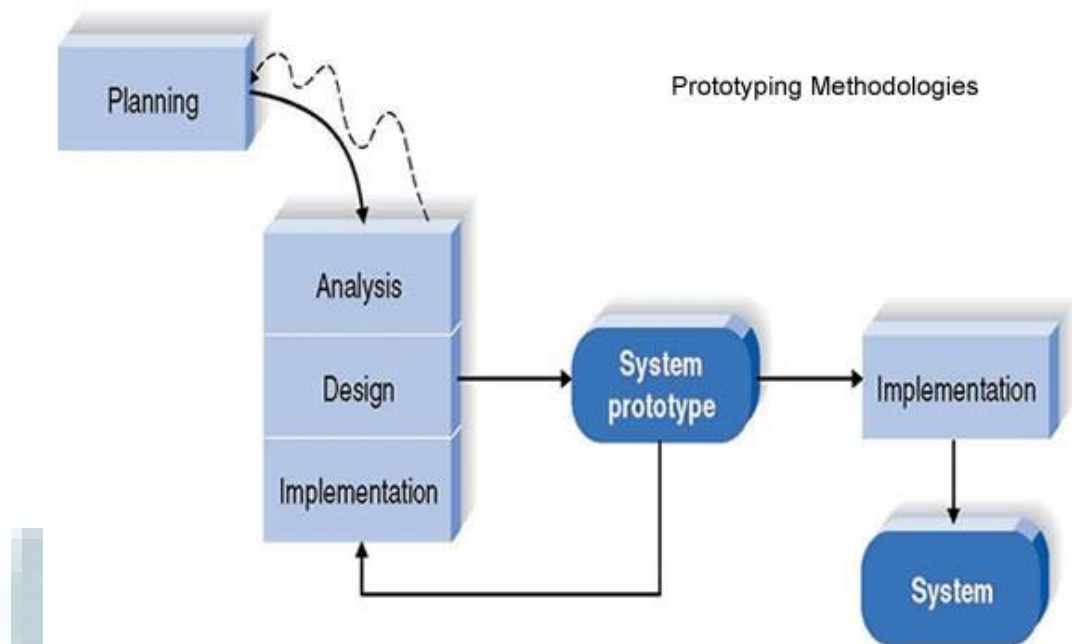 Prototyping Methodologies
Planning
Analysis
Design
Implementation
System
prototype
Implementation
System